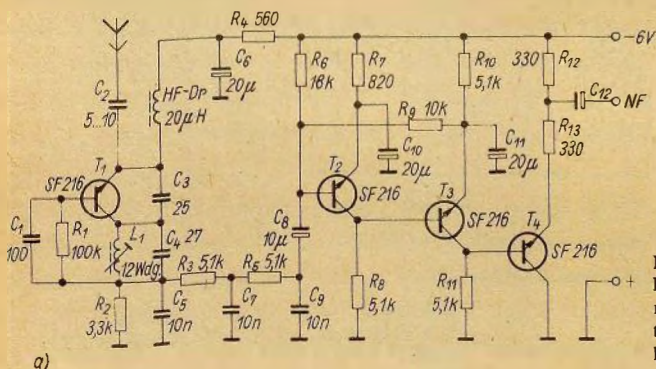 R4 560
C6
20μ
R6
18k
R7
820
R10
5,1k
330 R12
-6V
C12
NF
R13
330
C2
5...10
HF-Dr
20μH
R9 10k
C10
20μ
C11
20μ
T1
SF216
T2
SF216
T3
SF216
T4
SF 216
C3
25
C1
100
R1
100k
L1
12Wdg.
C4 27
C8
10μ
R3 5,1k
R5 5,1k
R2
3,3k
C5
10n
C7
10n
C9
10n
R8
5,1k
R11
5,1k
+
a)